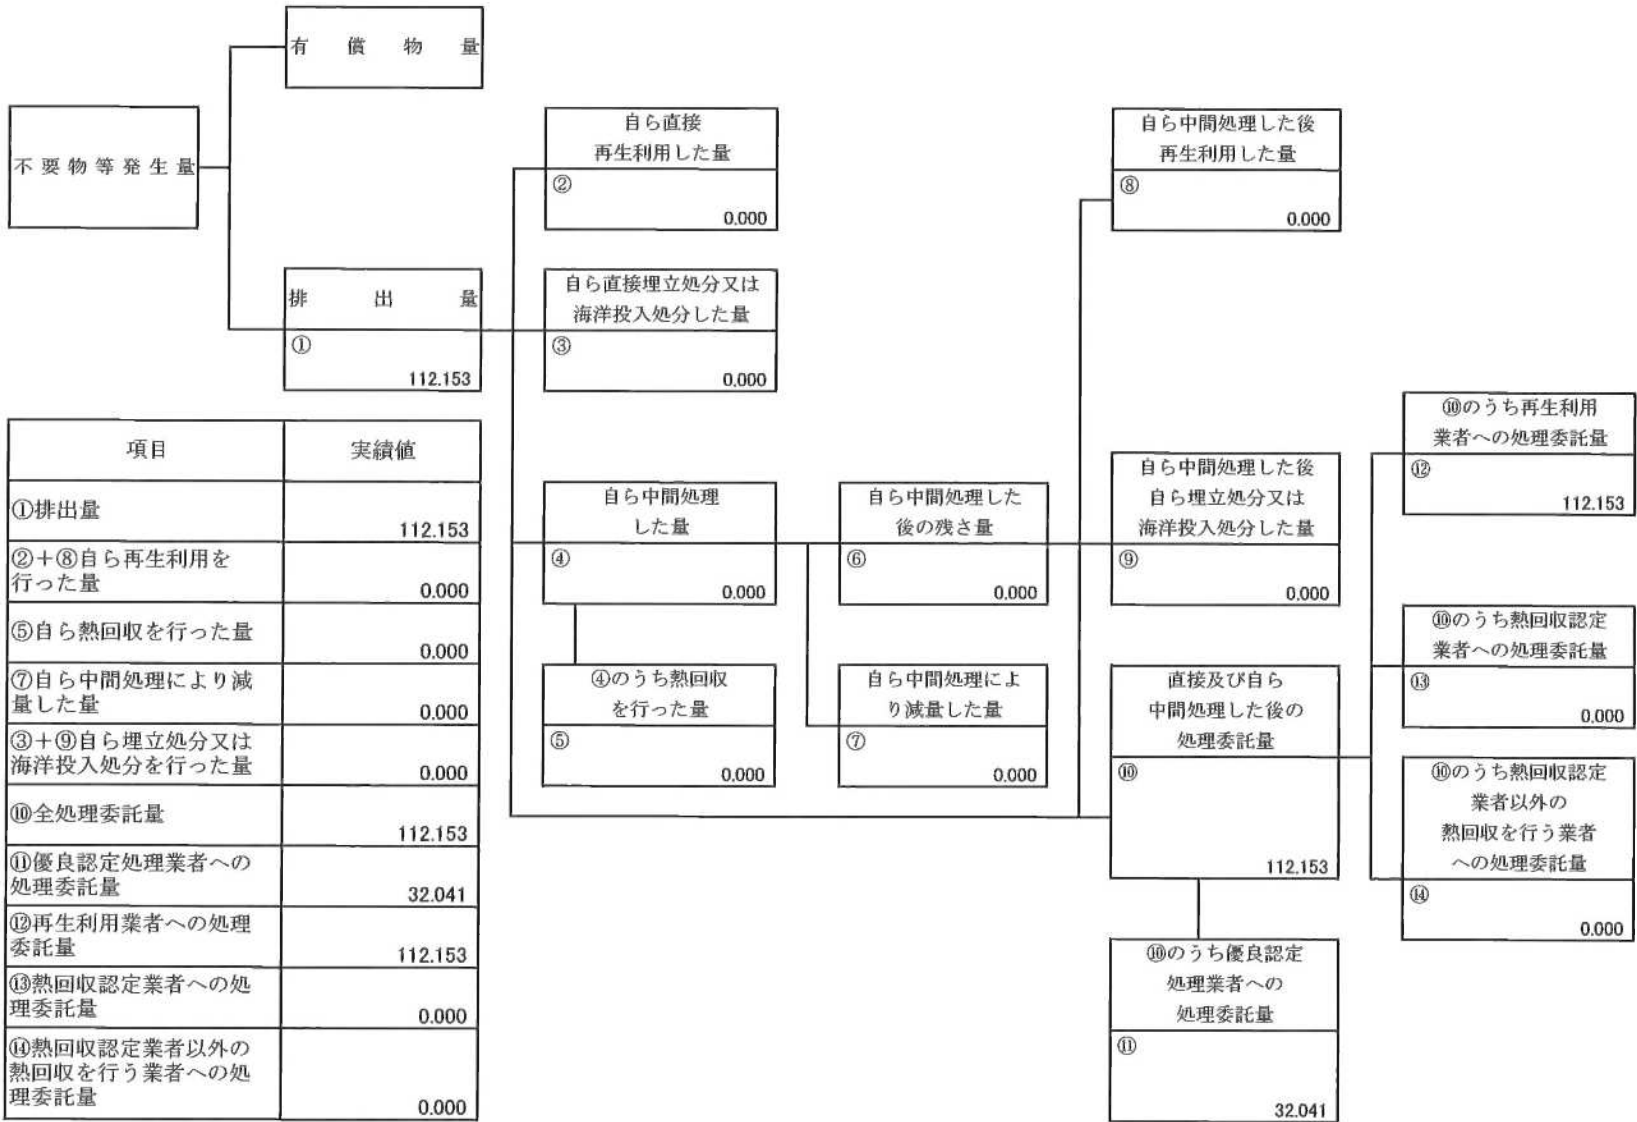 有償物量
不要物等発生量
排出量
①
112.153
自ら直接
再生利用した量
②
0.000
自ら直接埋立処分又は
海洋投入処分した量
③
0.000
自ら中間処理
した量
④
0.000
④のうち熱回収
を行った量
⑤
0.000
自ら中間処理した
後の残さ量
⑥
0.000
自ら中間処理によ
り減量した量
⑦
0.000
自ら中間処理した後
再生利用した量
⑧
0.000
自ら中間処理した後
自ら埋立処分又は
海洋投入処分した量
⑨
0.000
直接及び自ら
中間処理した後の
処理委託量
⑩
112.153
⑩のうち優良認定
処理業者への
処理委託量
⑪
32.041
⑩のうち再生利用
業者への処理委託量
⑫
112.153
⑩のうち熱回収認定
業者への処理委託量
⑬
0.000
⑩のうち熱回収認定
業者以外の
熱回収を行う業者
への処理委託量
⑭
0.000
項目 実績値
①排出量
112.153
②+⑧自ら再生利用を
行った量
0.000
⑤自ら熱回収を行った量
0.000
⑦自ら中間処理により減
量した量
0.000
③+⑨自ら埋立処分又は
海洋投入処分を行った量
0.000
⑩全処理委託量
112.153
⑪優良認定処理業者への
処理委託量
32.041
⑫再生利用業者への処理
委託量
112.153
⑬熱回収認定業者への処
理委託量
0.000
⑭熱回収認定業者以外の
熱回収を行う業者への処
理委託量
0.000